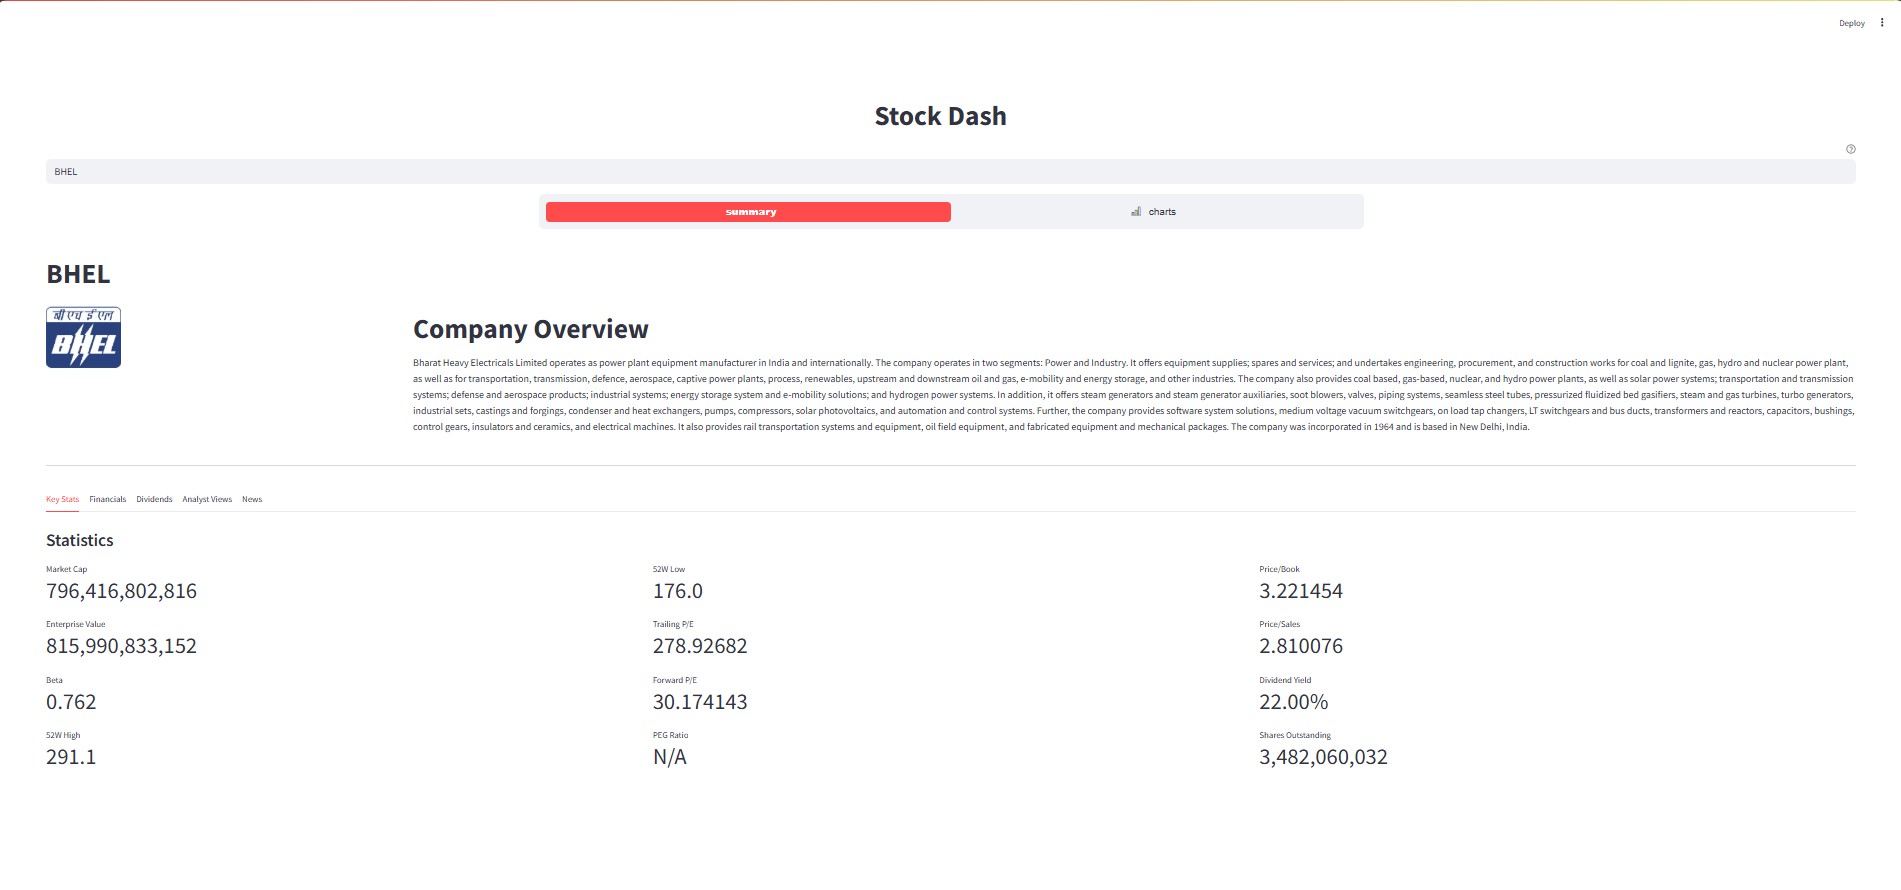 Deploy
Stock Dash
BHEL
summary
charts
BHEL
बी एच ई एल
BHEL
Company Overview
Bharat Heavy Electricals Limited operates as power plant equipment manufacturer in India and internationally. The company operates in two segments: Power and Industry. It offers equipment supplies; spares and services; and undertakes engineering, procurement, and construction works for coal and lignite, gas, hydro and nuclear power plant,
as well as for transportation, transmission, defence, aerospace, captive power plants, process, renewables, upstream and downstream oil and gas, e-mobility and energy storage, and other industries. The company also provides coal based, gas-based, nuclear, and hydro power plants, as well as solar power systems; transportation and transmission
systems; defense and aerospace products; industrial systems; energy storage system and e-mobility solutions; and hydrogen power systems. In addition, it offers steam generators and steam generator auxiliaries, soot blowers, valves, piping systems, seamless steel tubes, pressurized fluidized bed gasifiers, steam and gas turbines, turbo generators,
industrial sets, castings and forgings, condenser and heat exchangers, pumps, compressors, solar photovoltaics, and automation and control systems. Further, the company provides software system solutions, medium voltage vacuum switchgears, on load tap changers, LT switchgears and bus ducts, transformers and reactors, capacitors, bushings,
control gears, insulators and ceramics, and electrical machines. It also provides rail transportation systems and equipment, oil field equipment, and fabricated equipment and mechanical packages. The company was incorporated in 1964 and is based in New Delhi, India.
Key Stats Financials Dividends Analyst Views News
Statistics
Market Cap
796,416,802,816
Enterprise Value
815,990,833,152
Beta
0.762
52W High
291.1
52W Low
176.0
Trailing P/E
278.92682
Forward P/E
30.174143
PEG Ratio
N/A
Price/Book
3.221454
Price/Sales
2.810076
Dividend Yield
22.00%
Shares Outstanding
3,482,060,032